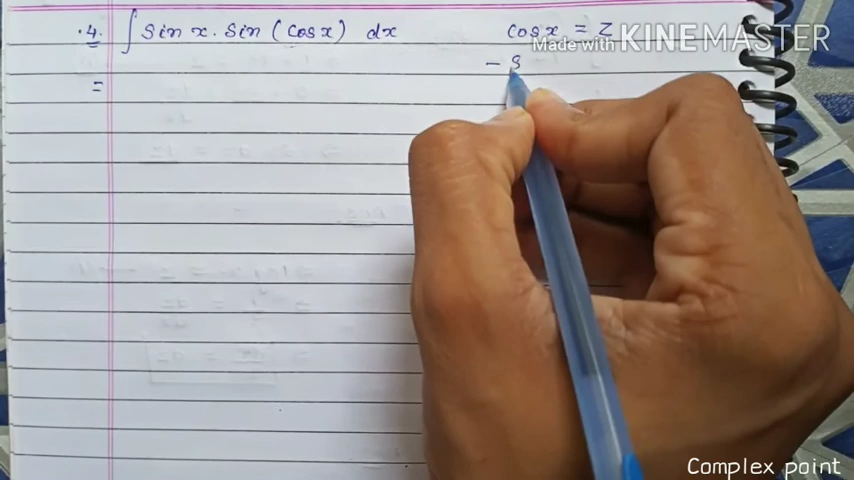 .4. ∫ Sin x . Sin (Cos x) dx
Cos x = Z
Made with KINEMASTER
- S
=
Complex point